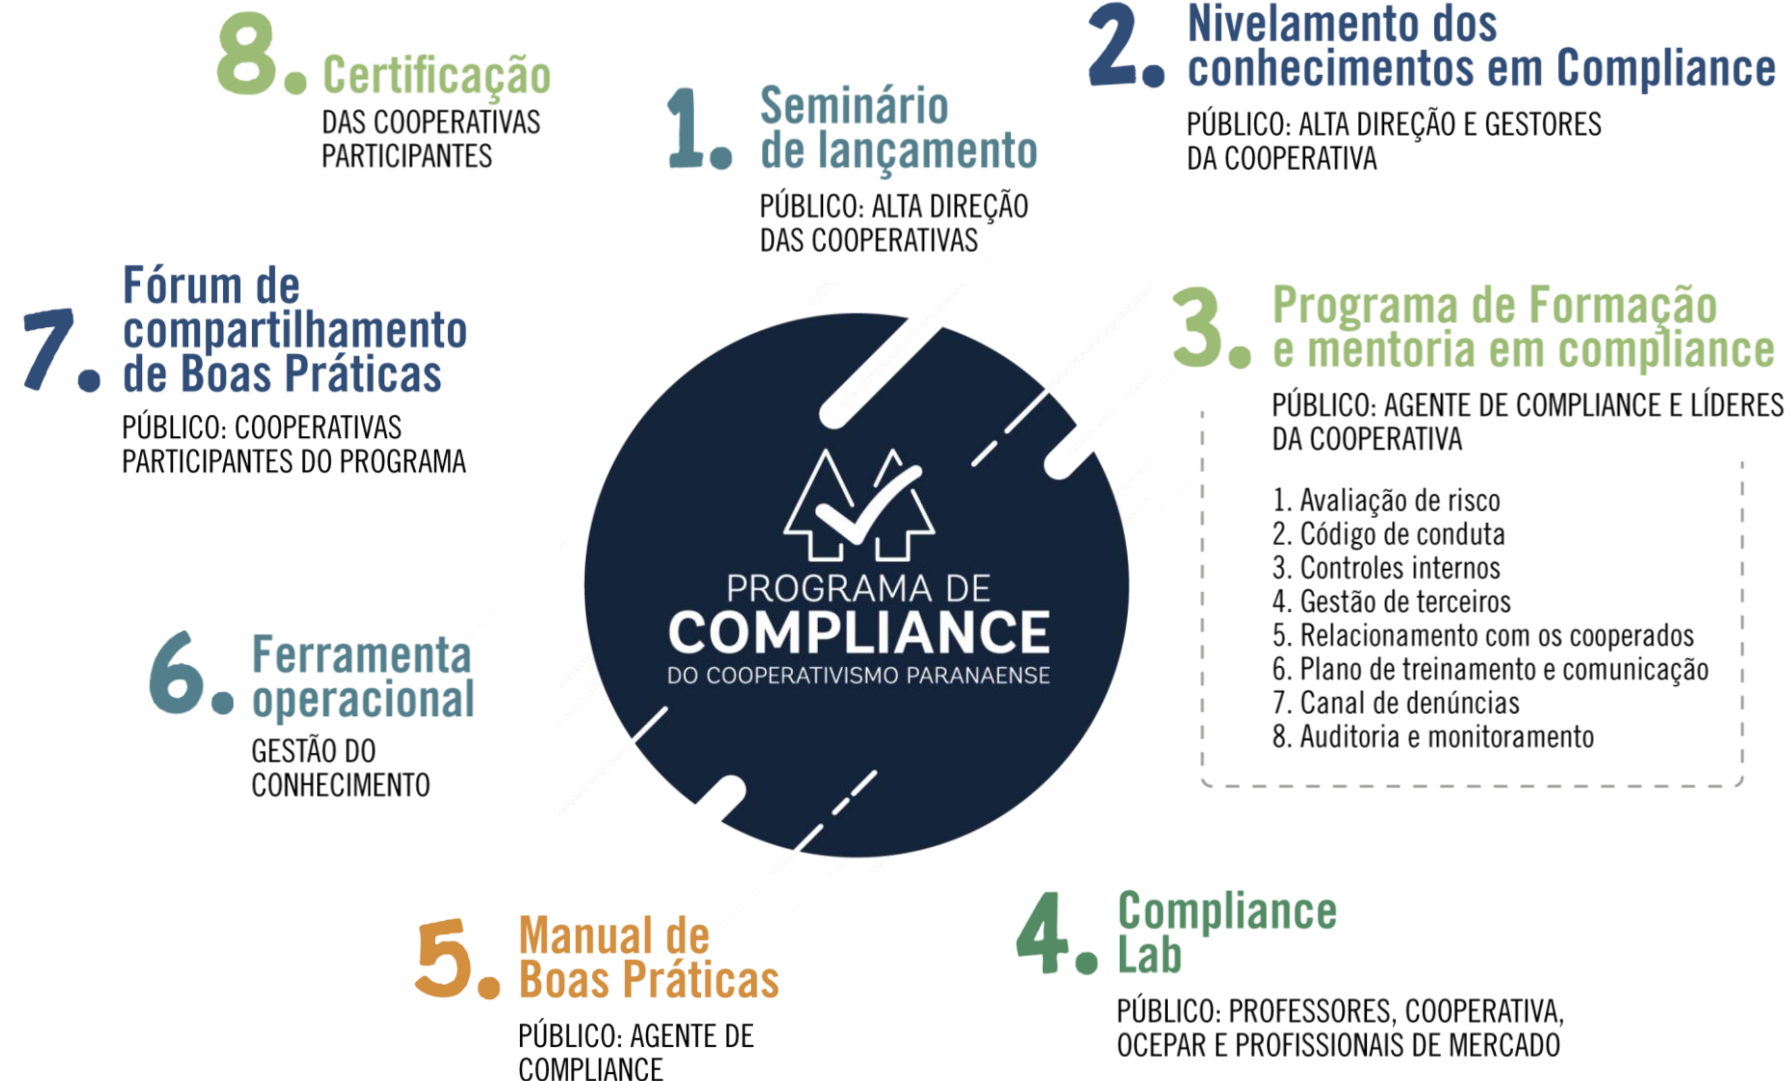 1. Seminário
de lançamento
PÚBLICO: ALTA DIREÇÃO
DAS COOPERATIVAS
2. Nivelamento dos
conhecimentos em Compliance
PÚBLICO: ALTA DIREÇÃO E GESTORES
DA COOPERATIVA
3. Programa de Formação
e mentoria em compliance
PÚBLICO: AGENTE DE COMPLIANCE E LÍDERES
DA COOPERATIVA
1. Avaliação de risco
2. Código de conduta
3. Controles internos
4. Gestão de terceiros
5. Relacionamento com os cooperados
6. Plano de treinamento e comunicação
7. Canal de denúncias
8. Auditoria e monitoramento
4. Compliance
Lab
PÚBLICO: PROFESSORES, COOPERATIVA,
OCEPAR E PROFISSIONAIS DE MERCADO
5. Manual de
Boas Práticas
PÚBLICO: AGENTE DE
COMPLIANCE
6. Ferramenta
operacional
GESTÃO DO
CONHECIMENTO
7. Fórum de
compartilhamento
de Boas Práticas
PÚBLICO: COOPERATIVAS
PARTICIPANTES DO PROGRAMA
8. Certificação
DAS COOPERATIVAS
PARTICIPANTES
PROGRAMA DE
COMPLIANCE
DO COOPERATIVISMO PARANAENSE